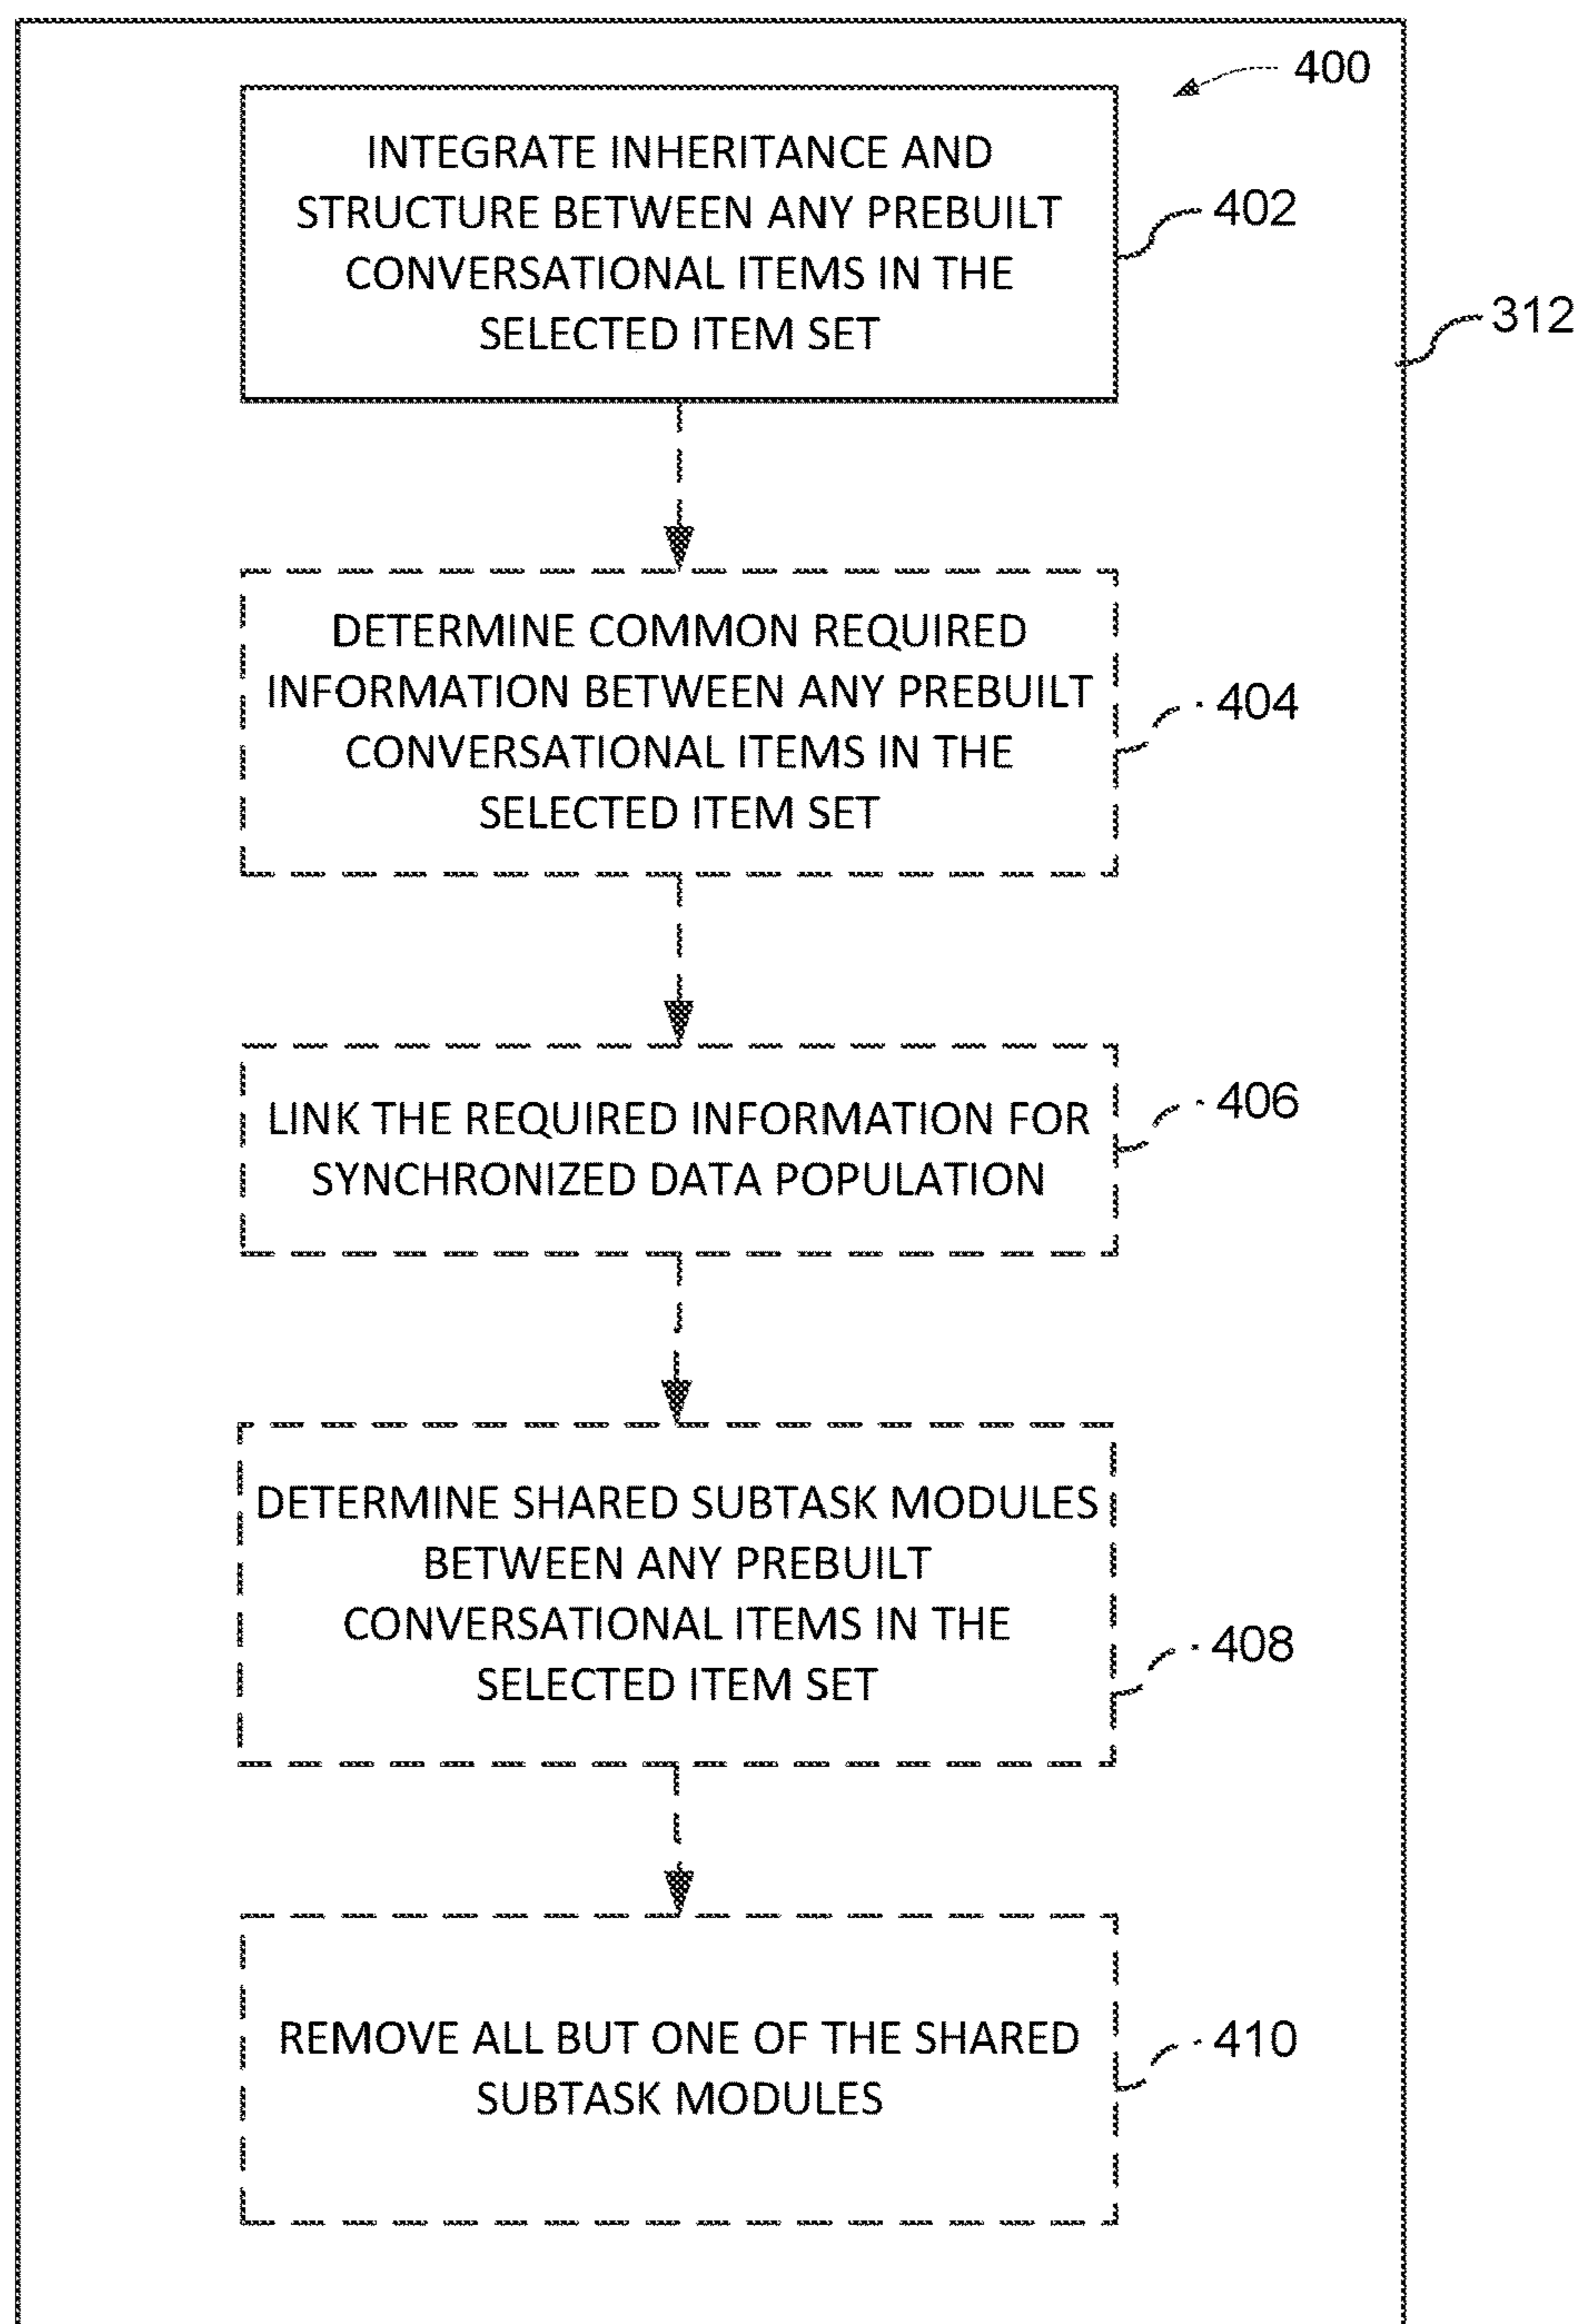 400
INTEGRATE INHERITANCE AND
STRUCTURE BETWEEN ANY PREBUILT
CONVERSATIONAL ITEMS IN THE
SELECTED ITEM SET
402
312
DETERMINE COMMON REQUIRED
INFORMATION BETWEEN ANY PREBUILT
CONVERSATIONAL ITEMS IN THE
SELECTED ITEM SET
404
LINK THE REQUIRED INFORMATION FOR
SYNCHRONIZED DATA POPULATION
406
DETERMINE SHARED SUBTASK MODULES
BETWEEN ANY PREBUILT
CONVERSATIONAL ITEMS IN THE
SELECTED ITEM SET
408
REMOVE ALL BUT ONE OF THE SHARED
SUBTASK MODULES
410